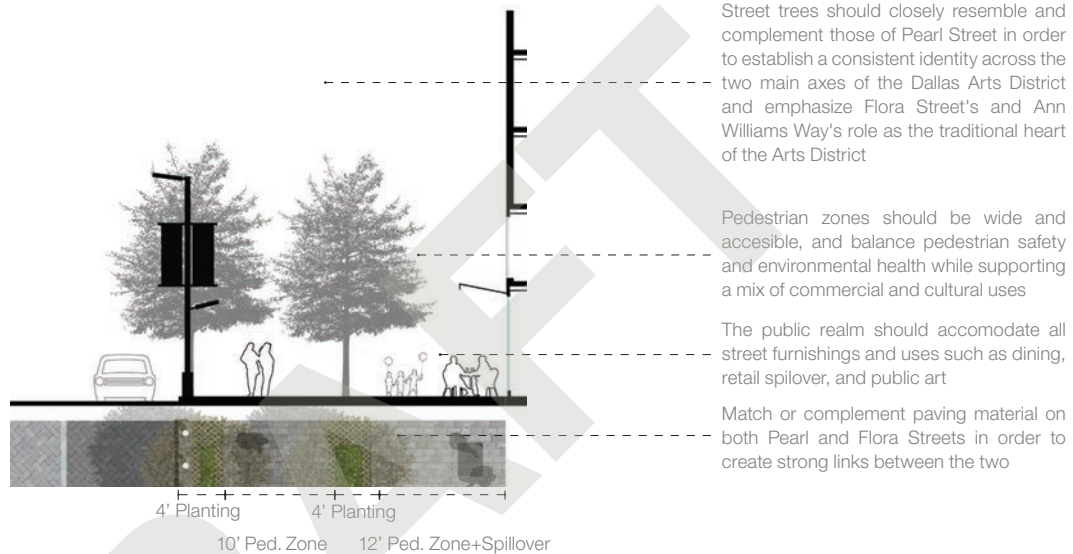 Street trees should closely resemble and
complement those of Pearl Street in order
to establish a consistent identity across the
two main axes of the Dallas Arts District
and emphasize Flora Street's and Ann
Williams Way's role as the traditional heart
of the Arts District
Pedestrian zones should be wide and
accesible, and balance pedestrian safety
and environmental health while supporting
a mix of commercial and cultural uses
The public realm should accomodate all
street furnishings and uses such as dining,
retail spilover, and public art
Match or complement paving material on
both Pearl and Flora Streets in order to
create strong links between the two
4' Planting
4' Planting
10' Ped. Zone
12' Ped. Zone+Spillover